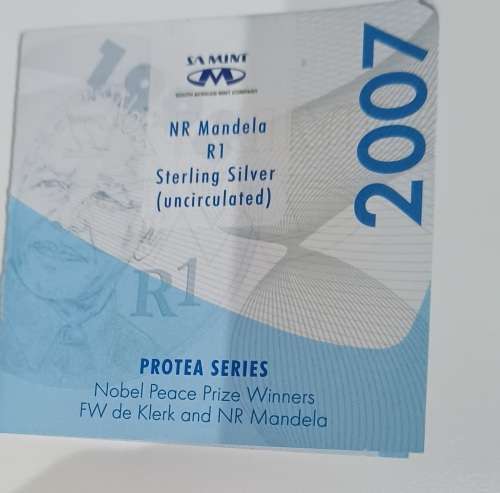 SA MINT
SOUTH AFRICAN MINT COMPANY
NR Mandela
R1
Sterling Silver
(uncirculated)
2007
R1
PROTEA SERIES
Nobel Peace Prize Winners
FW de Klerk and NR Mandela